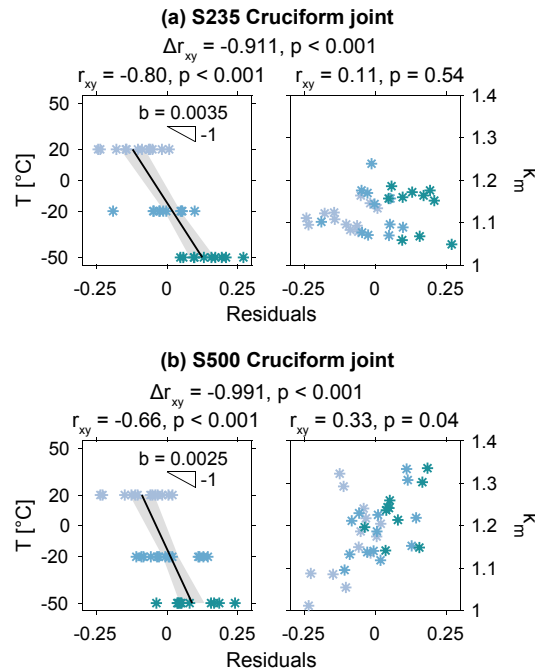 (a) S235 Cruciform joint
Δr_xy = -0.911, p < 0.001
r_xy = -0.80, p < 0.001
r_xy = 0.11, p = 0.54
b = 0.0035
-1
T [°C]
50
20
0
-20
-50
-0.25 0 0.25
1.4
1.3
1.2
1.1
1
K_m
-0.25 0 0.25
Residuals
(b) S500 Cruciform joint
Δr_xy = -0.991, p < 0.001
r_xy = -0.66, p < 0.001
r_xy = 0.33, p = 0.04
b = 0.0025
-1
T [°C]
50
20
0
-20
-50
-0.25 0 0.25
1.4
1.3
1.2
1.1
1
K_m
-0.25 0 0.25
Residuals